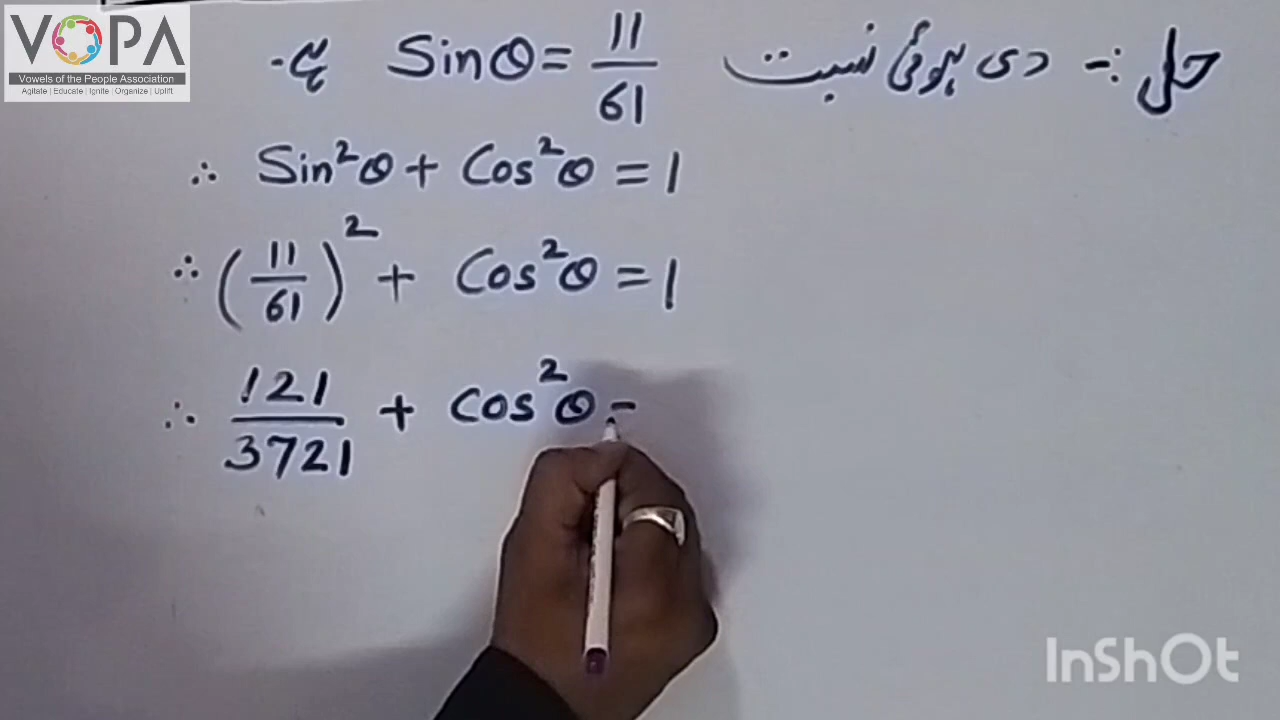 VOPA
Vowels of the People Association
Agitate | Educate | Ignite | Organize | Uplift
حل :- دی ہوئی نسبت Sinθ = 11/61 ہے -
∴ Sin²θ + Cos²θ = 1
∴ (11/61)² + Cos²θ = 1
∴ 121/3721 + Cos²θ -
InShOt